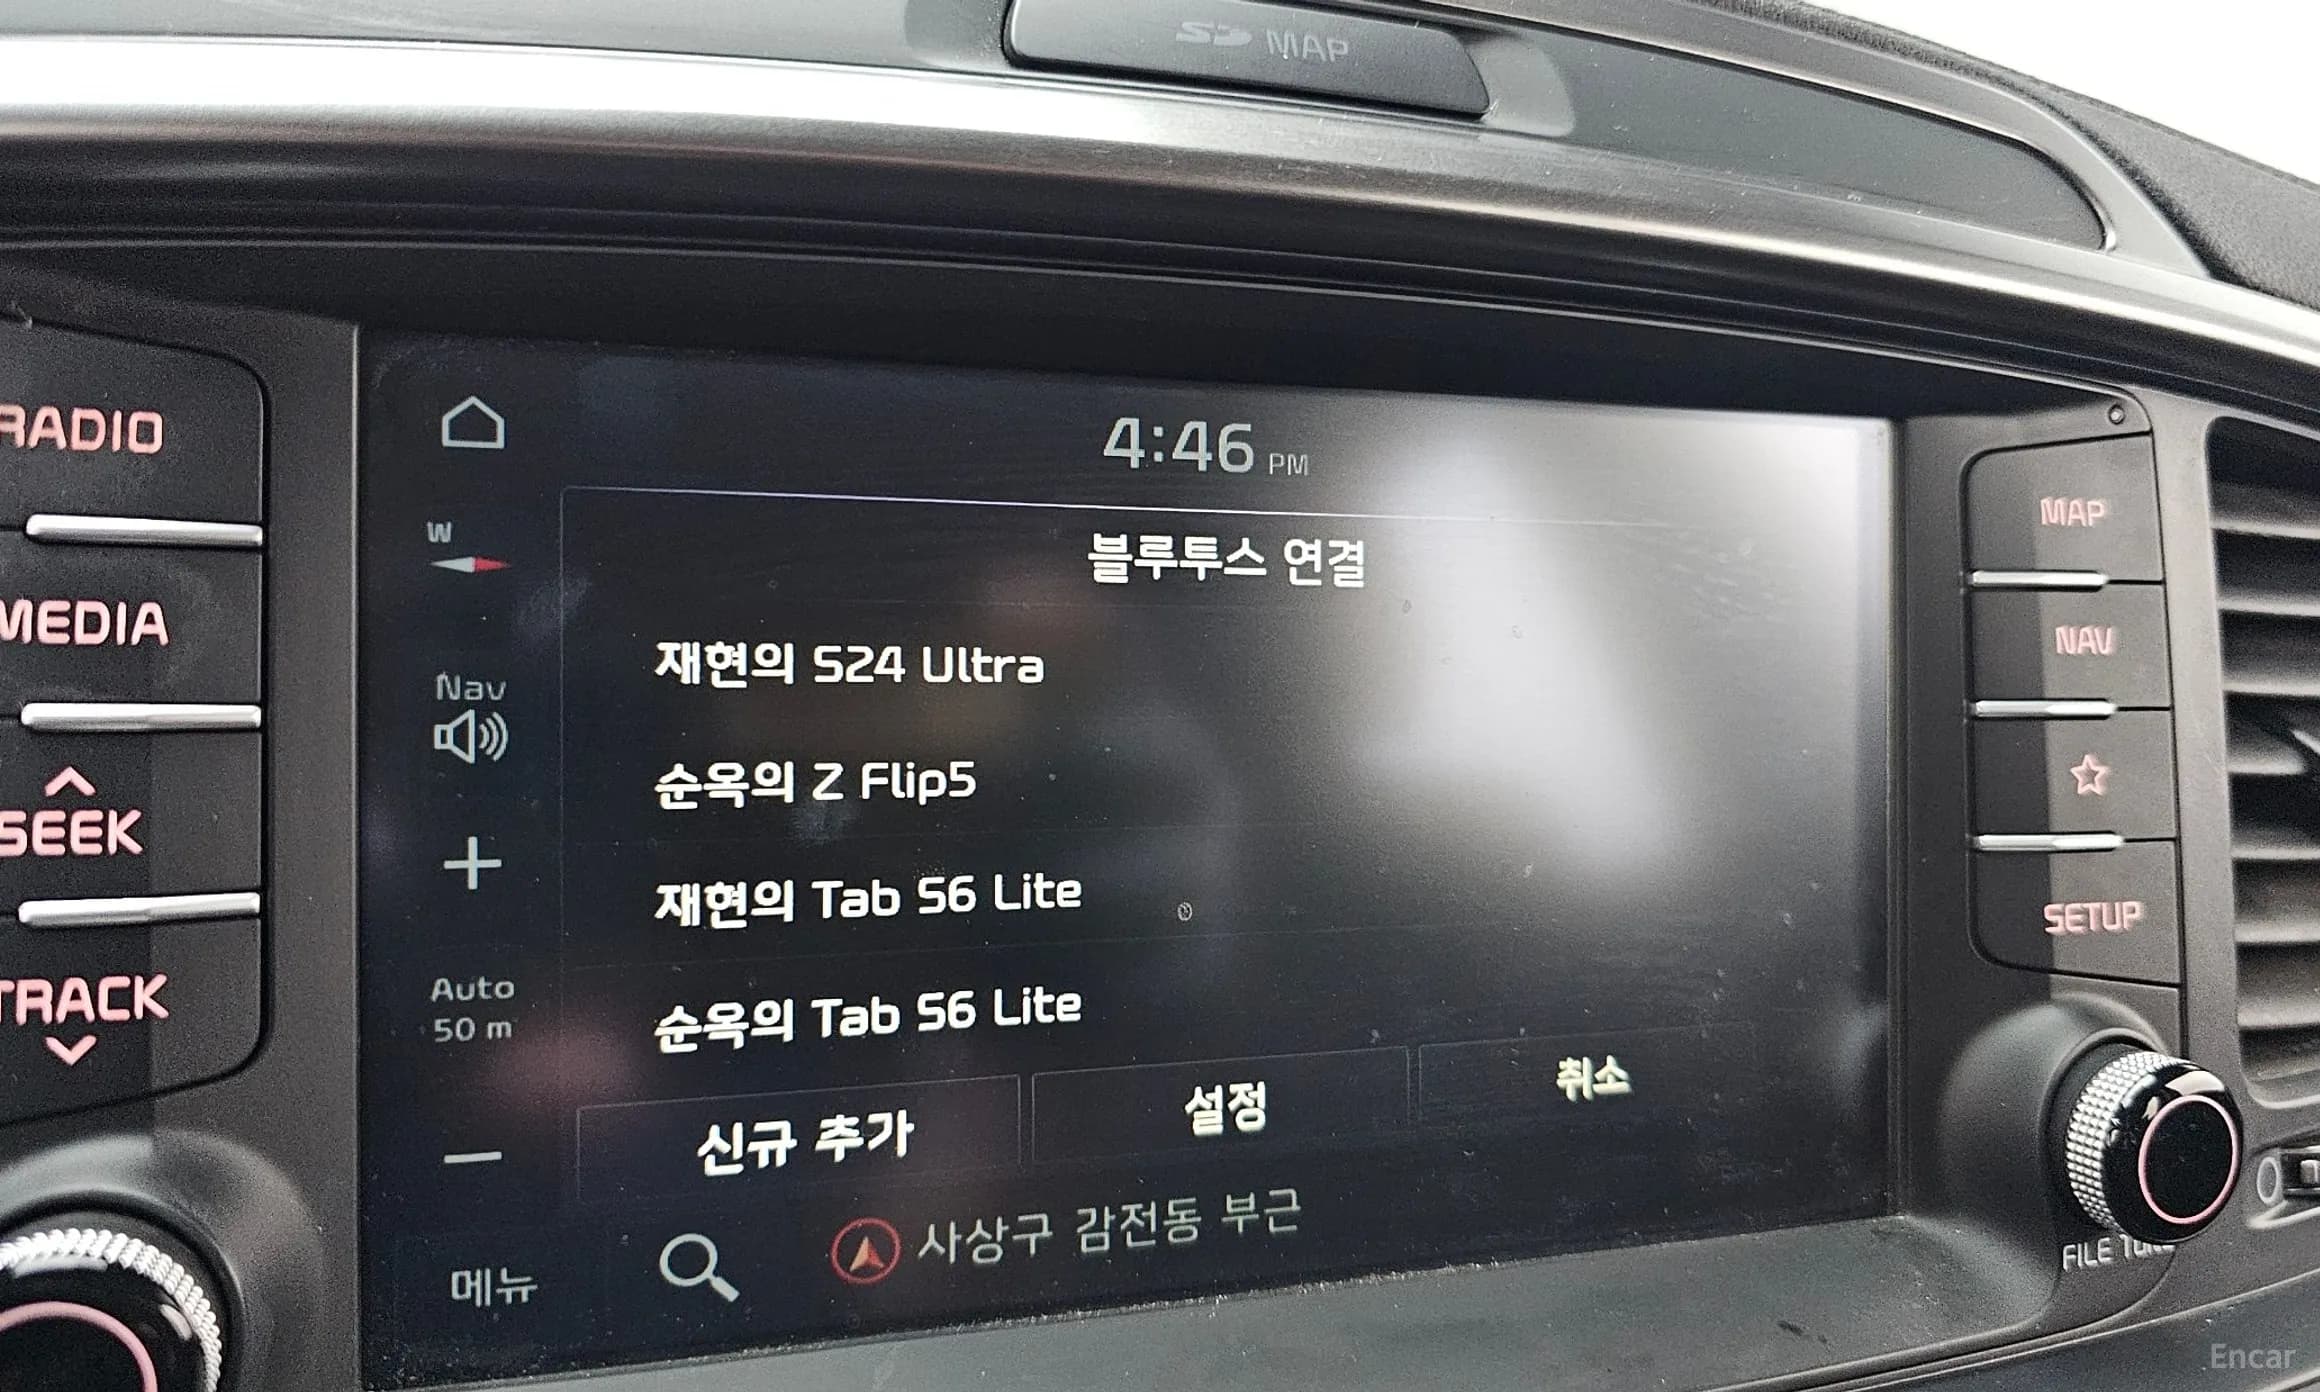 SD MAP
RADIO
MEDIA
SEEK
TRACK
4:46 PM
W
Nav
Auto
50 m
메뉴
블루투스 연결
재현의 S24 Ultra
순옥의 Z Flip5
재현의 Tab S6 Lite
순옥의 Tab S6 Lite
신규 추가
설정
취소
사상구 감전동 부근
MAP
NAV
SETUP
FILE
Encar